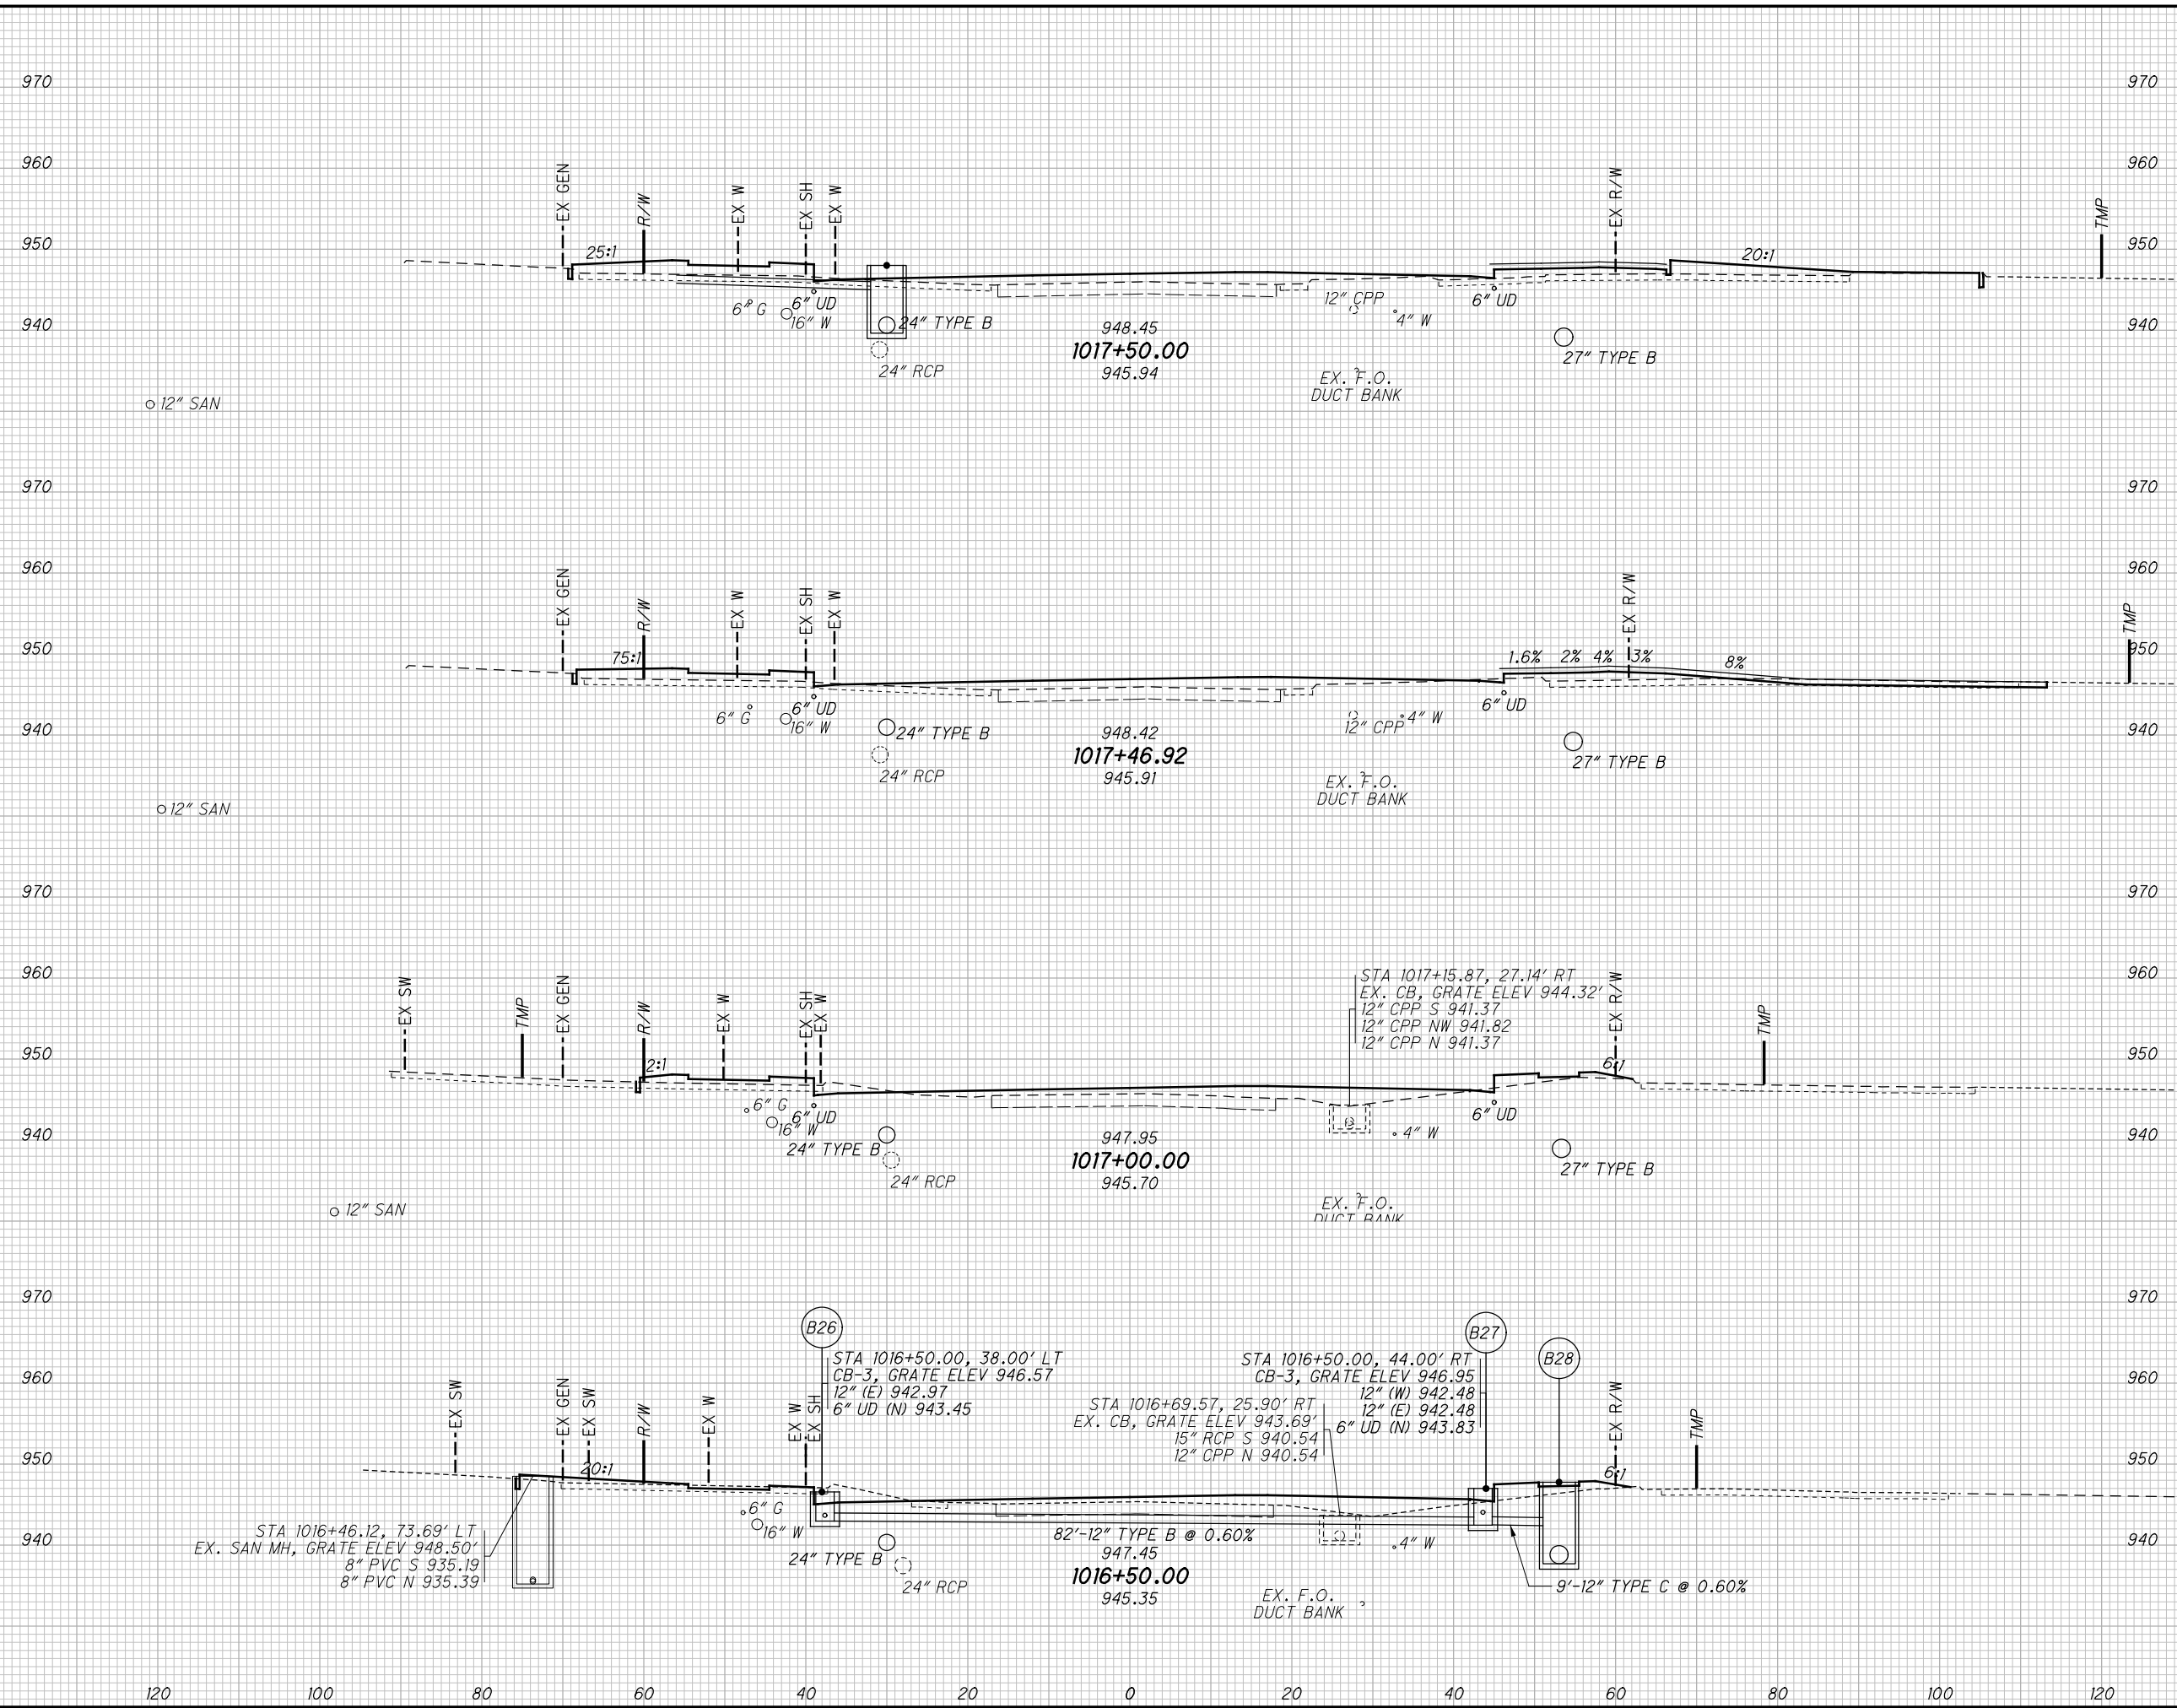 970 970
960 960
EX GEN
R/W
EX W
EX SH
EX W
EX R/W
TMP
950 950
25:1
20:1
6" G
6" UD
16" W
24" TYPE B
12" CPP
4" W
6" UD
940 940
948.45
1017+50.00
945.94
24" RCP
27" TYPE B
EX. F.O.
DUCT BANK
12" SAN
970 970
960 960
EX GEN
R/W
EX W
EX SH
EX W
EX R/W
TMP
950 950
75:1
1.6% 2% 4% 3% 8%
6" G
6" UD
16" W
24" TYPE B
12" CPP
4" W
6" UD
940 940
948.42
1017+46.92
945.91
24" RCP
27" TYPE B
EX. F.O.
DUCT BANK
12" SAN
970 970
960 960
EX SW
TMP
EX GEN
R/W
EX W
EX SH
EX W
STA 1017+15.87, 27.14' RT
EX. CB, GRATE ELEV 944.32'
12" CPP S 941.37
12" CPP NW 941.82
12" CPP N 941.37
EX R/W
TMP
950 950
2:1
6:1
6" G
6" UD
16" W
24" TYPE B
4" W
6" UD
940 940
947.95
1017+00.00
945.70
24" RCP
27" TYPE B
EX. F.O.
DUCT BANK
12" SAN
970 970
B26
B27
B28
STA 1016+50.00, 38.00' LT
CB-3, GRATE ELEV 946.57
12" (E) 942.97
6" UD (N) 943.45
STA 1016+50.00, 44.00' RT
CB-3, GRATE ELEV 946.95
12" (W) 942.48
12" (E) 942.48
6" UD (N) 943.83
960 960
STA 1016+69.57, 25.90' RT
EX. CB, GRATE ELEV 943.69'
15" RCP S 940.54
12" CPP N 940.54
EX SW
EX GEN
EX SW
R/W
EX W
EX W
EX SH
EX R/W
TMP
950 950
20:1
6:1
6" G
16" W
STA 1016+46.12, 73.69' LT
EX. SAN MH, GRATE ELEV 948.50'
8" PVC S 935.19
8" PVC N 935.39
940 940
82'-12" TYPE B @ 0.60%
4" W
24" TYPE B
947.45
1016+50.00
945.35
24" RCP
9'-12" TYPE C @ 0.60%
EX. F.O.
DUCT BANK
120 100 80 60 40 20 0 20 40 60 80 100 120